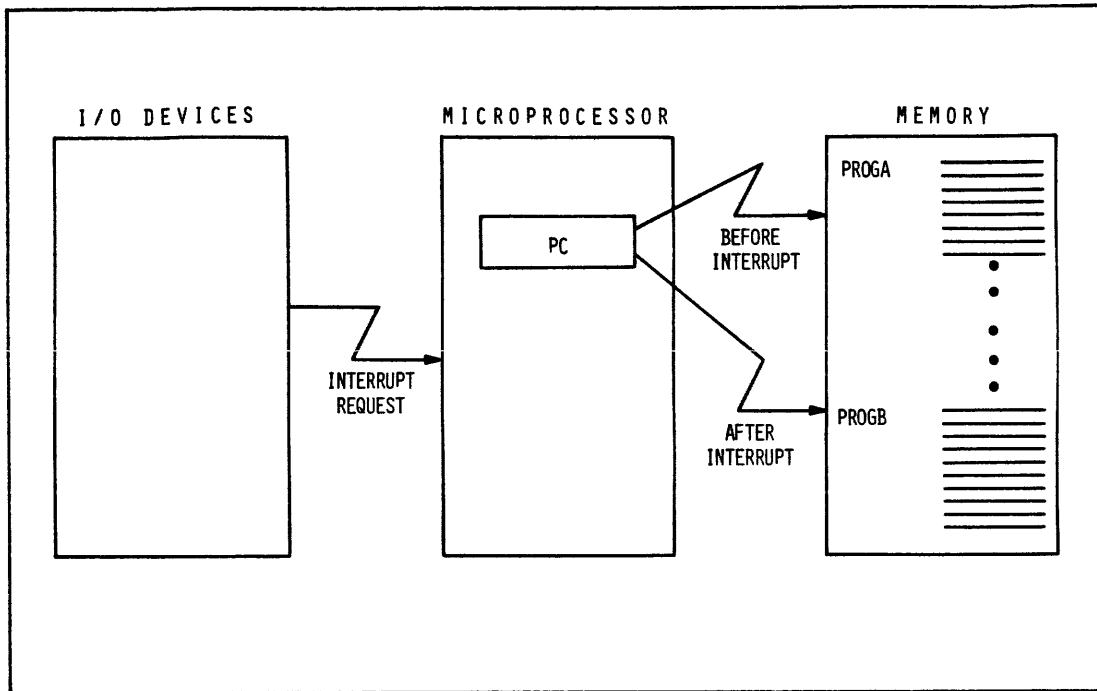 I/O DEVICES
MICROPROCESSOR
MEMORY
PROGA
PC
BEFORE
INTERRUPT
INTERRUPT
REQUEST
PROGB
AFTER
INTERRUPT